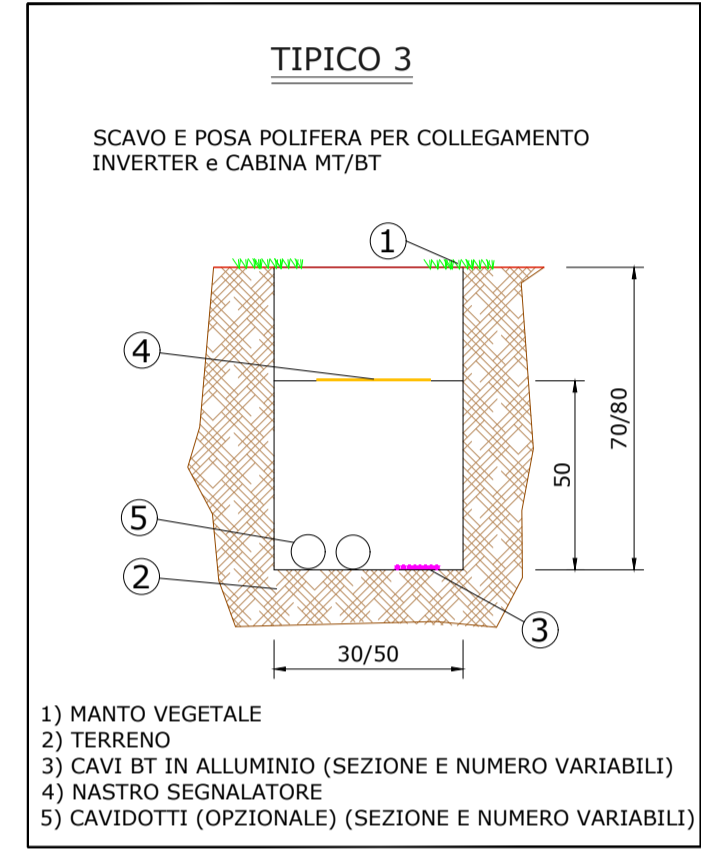 TIPICO 3
SCAVO E POSA POLIFERA PER COLLEGAMENTO
INVERTER e CABINA MT/BT
1
4
70/80
50
5
2
3
30/50
1) MANTO VEGETALE
2) TERRENO
3) CAVI BT IN ALLUMINIO (SEZIONE E NUMERO VARIABILI)
4) NASTRO SEGNALATORE
5) CAVIDOTTI (OPZIONALE) (SEZIONE E NUMERO VARIABILI)